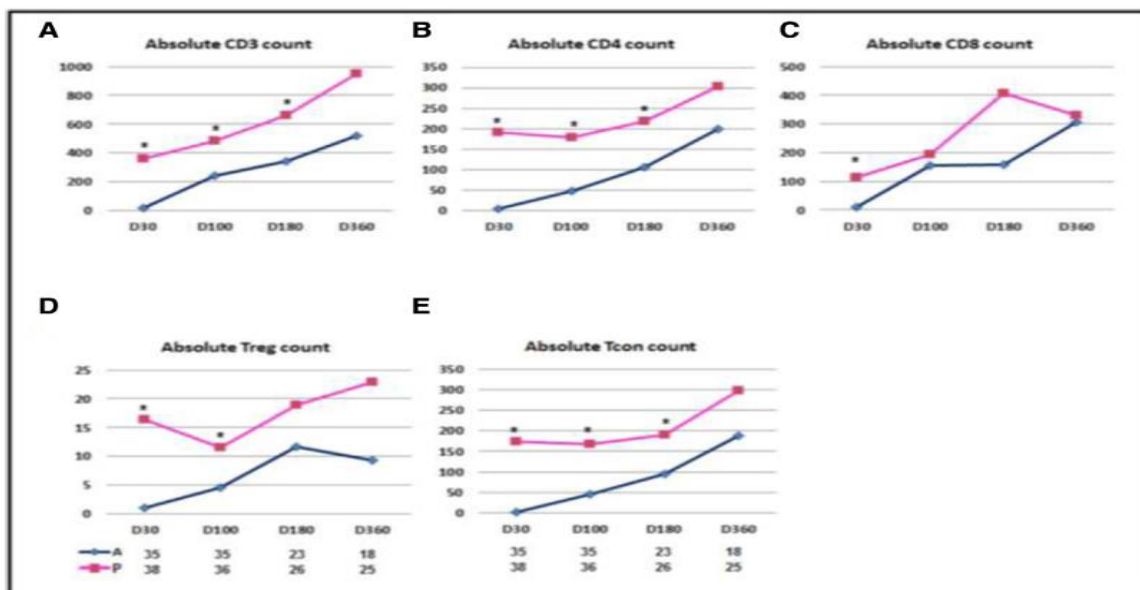 A
Absolute CD3 count
1000
800
600
400
200
0
* * *
D30 D100 D180 D360
B
Absolute CD4 count
350
300
250
200
150
100
50
0
* * *
D30 D100 D180 D360
C
Absolute CD8 count
500
400
300
200
100
0
*
D30 D100 D180 D360
D
Absolute Treg count
25
20
15
10
5
0
* *
D30 D100 D180 D360
A 35 35 23 18
P 38 36 26 25
E
Absolute Tcon count
350
300
250
200
150
100
50
0
* * *
D30 D100 D180 D360
35 35 23 18
38 36 26 25